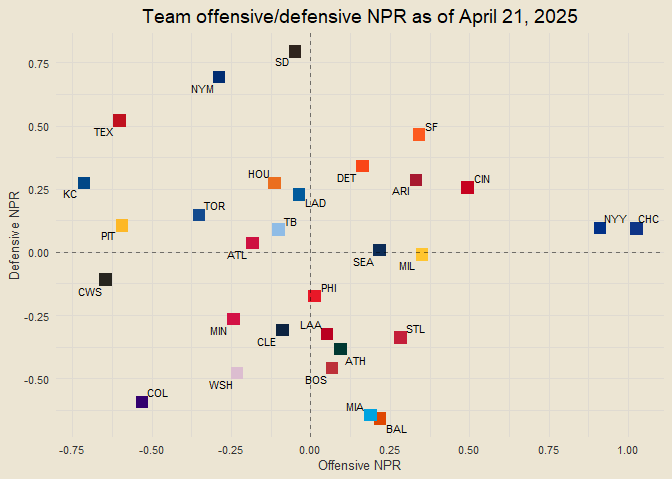 Team offensive/defensive NPR as of April 21, 2025
Defensive NPR
0.75
0.50
0.25
0.00
-0.25
-0.50
SD
NYM
TEX
SF
DET
HOU
CIN
KC
ARI
LAD
TOR
NYY
CHC
TB
PIT
ATL
SEA
MIL
CWS
PHI
MIN
LAA
STL
CLE
ATH
WSH
BOS
COL
MIA
BAL
-0.75
-0.50
-0.25
0.00
0.25
0.50
0.75
1.00
Offensive NPR